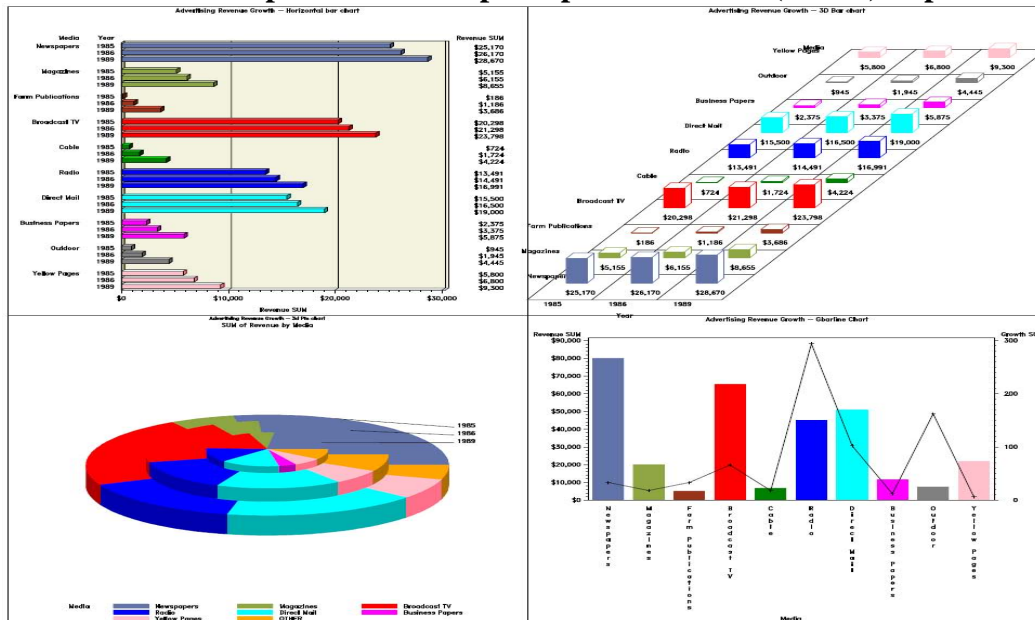 Advertising Revenue Growth – Horizontal bar chart
Media Year Revenue SUM
Newspapers 1985 $25,170
1986 $26,170
1989 $28,670
Magazines 1985 $5,155
1986 $6,155
1989 $8,655
Farm Publications 1985 $186
1986 $1,186
1989 $3,686
Broadcast TV 1985 $20,298
1986 $21,298
1989 $23,798
Cable 1985 $724
1986 $1,724
1989 $4,224
Radio 1985 $13,491
1986 $14,491
1989 $16,991
Direct Mail 1985 $15,500
1986 $16,500
1989 $19,000
Business Papers 1985 $2,375
1986 $3,375
1989 $5,875
Outdoor 1985 $945
1986 $1,945
1989 $4,445
Yellow Pages 1985 $5,800
1986 $6,800
1989 $9,300
$0 $10,000 $20,000 $30,000
Revenue SUM
Advertising Revenue Growth – 3D Bar chart
Media
Yellow Pages
$5,800 $6,800 $9,300
Outdoor
$945 $1,945 $4,445
Business Papers
$2,375 $3,375 $5,875
Direct Mail
$15,500 $16,500 $19,000
Radio
$13,491 $14,491 $16,991
Cable
$724 $1,724 $4,224
Broadcast TV
$20,298 $21,298 $23,798
Farm Publications
$186 $1,186 $3,686
Magazines
$5,155 $6,155 $8,655
Newspaper
$25,170 $26,170 $28,670
1985 1986 1989
Year
Advertising Revenue Growth – 3d Pie chart
SUM of Revenue by Media
1985
1986
1989
Media Newspapers Magazines Broadcast TV
Radio Direct Mail Business Papers
Yellow Pages OTHER
Advertising Revenue Growth – Gbarline Chart
Revenue SUM Growth S
$90,000 300
$80,000
$70,000
$60,000 200
$50,000
$40,000
$30,000 100
$20,000
$10,000
$0 0
Newspapers
Magazines
Farm Publications
Broadcast TV
Cable
Radio
Direct Mail
Business Papers
Outdoor
Yellow Pages
Media